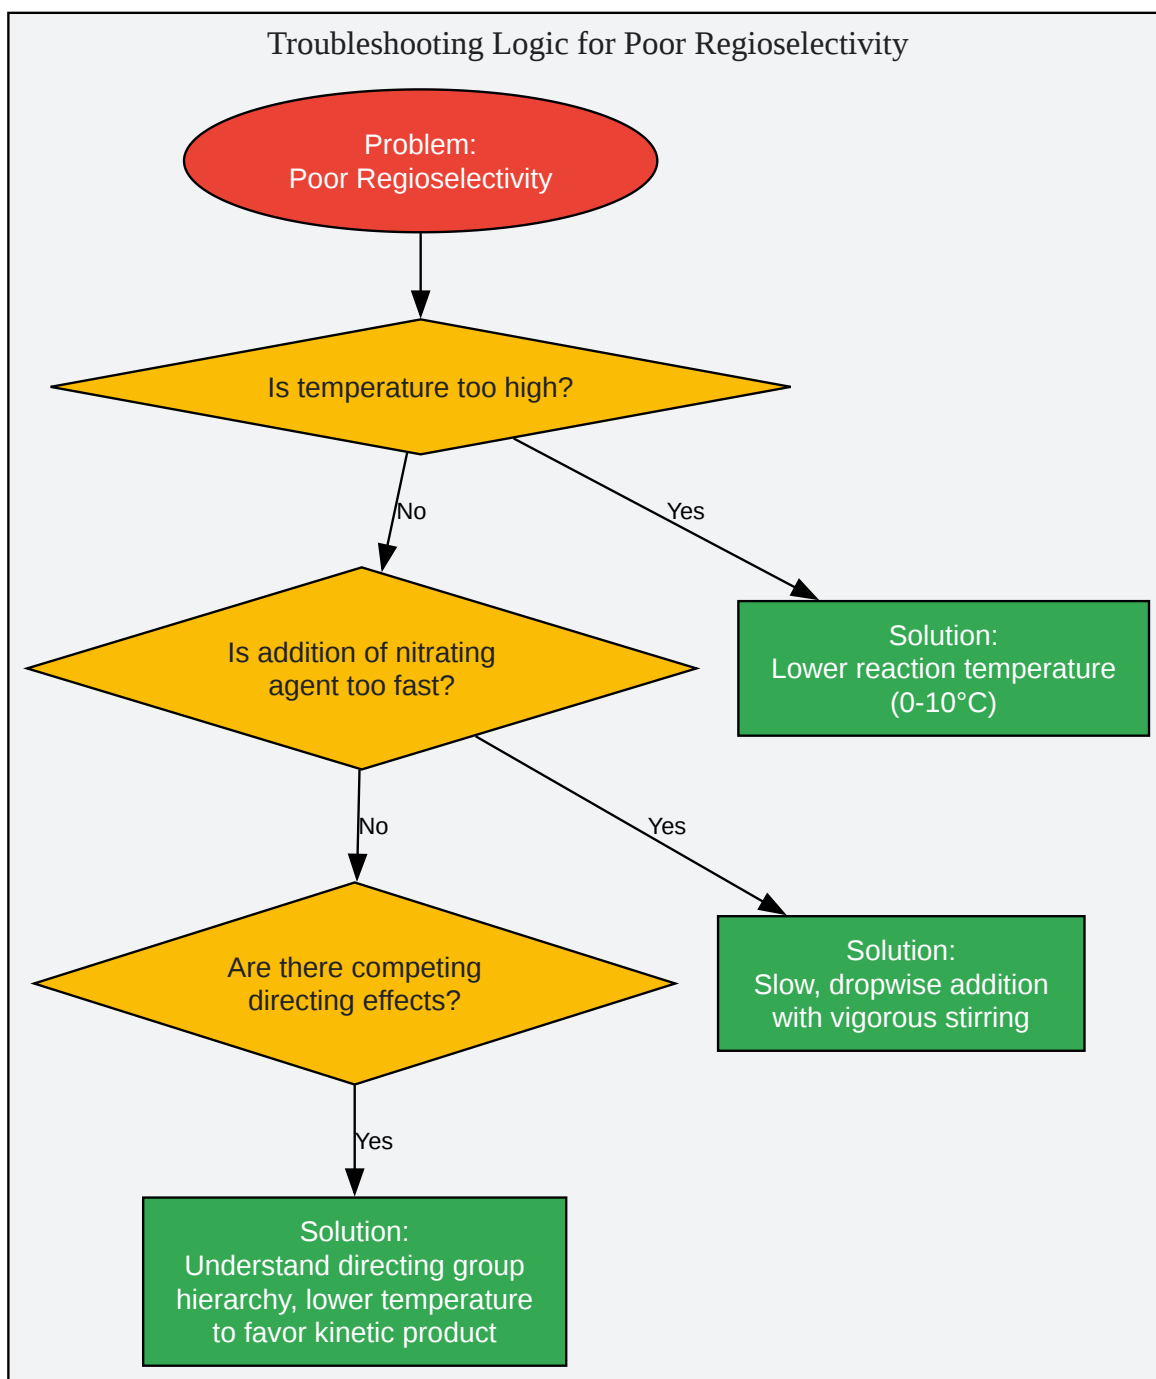 Troubleshooting Logic for Poor Regioselectivity
Problem:
Poor Regioselectivity
Is temperature too high?
No
Yes
Is addition of nitrating
agent too fast?
Solution:
Lower reaction temperature
(0-10°C)
No
Yes
Are there competing
directing effects?
Solution:
Slow, dropwise addition
with vigorous stirring
Yes
Solution:
Understand directing group
hierarchy, lower temperature
to favor kinetic product